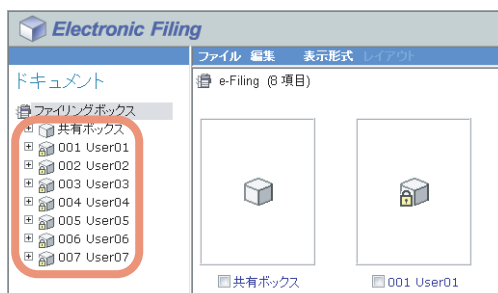 Electronic Filing
ファイル 編集 表示形式 レイアウト
ドキュメント
e-Filing (8 項目)
ファイリングボックス
共有ボックス
001 User01
002 User02
003 User03
004 User04
005 User05
006 User06
007 User07
共有ボックス
001 User01